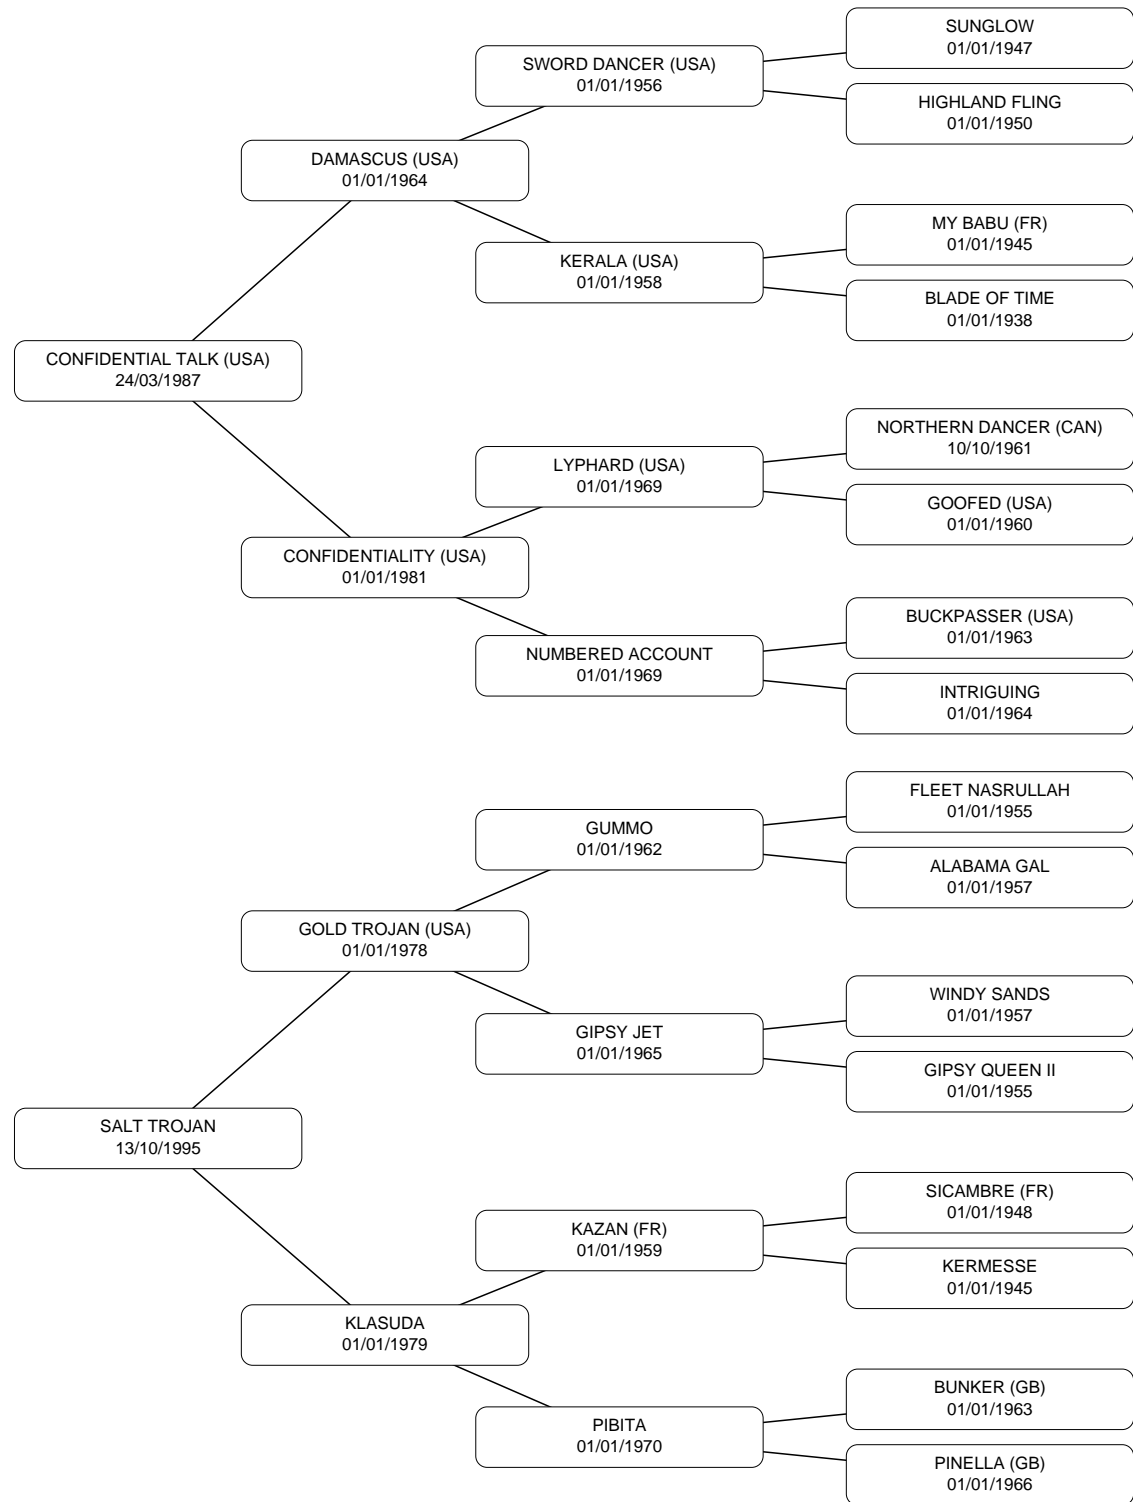 SUNGLOW
01/01/1947
SWORD DANCER (USA)
01/01/1956
HIGHLAND FLING
01/01/1950
DAMASCUS (USA)
01/01/1964
MY BABU (FR)
01/01/1945
KERALA (USA)
01/01/1958
BLADE OF TIME
01/01/1938
CONFIDENTIAL TALK (USA)
24/03/1987
NORTHERN DANCER (CAN)
10/10/1961
LYPHARD (USA)
01/01/1969
GOOFED (USA)
01/01/1960
CONFIDENTIALITY (USA)
01/01/1981
BUCKPASSER (USA)
01/01/1963
NUMBERED ACCOUNT
01/01/1969
INTRIGUING
01/01/1964
FLEET NASRULLAH
01/01/1955
GUMMO
01/01/1962
ALABAMA GAL
01/01/1957
GOLD TROJAN (USA)
01/01/1978
WINDY SANDS
01/01/1957
GIPSY JET
01/01/1965
GIPSY QUEEN II
01/01/1955
SALT TROJAN
13/10/1995
SICAMBRE (FR)
01/01/1948
KAZAN (FR)
01/01/1959
KERMESSE
01/01/1945
KLASUDA
01/01/1979
BUNKER (GB)
01/01/1963
PIBITA
01/01/1970
PINELLA (GB)
01/01/1966